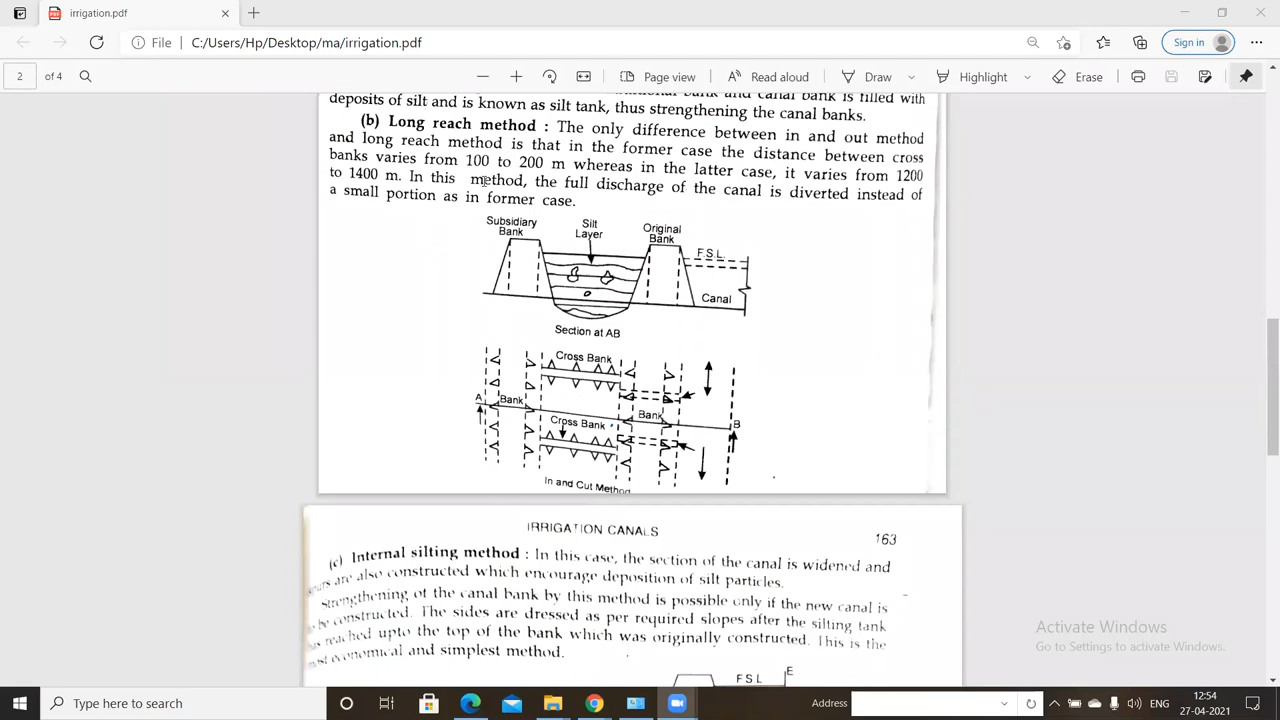 irrigation.pdf
File
C:/Users/Hp/Desktop/ma/irrigation.pdf
Sign in
2
of 4
Page view
Read aloud
Draw
Highlight
Erase
bank and canal bank is filled with
deposits of silt and is known as silt tank, thus strengthening the canal banks.
(b) Long reach method : The only difference between in and out method
and long reach method is that in the former case the distance between cross
banks varies from 100 to 200 m whereas in the latter case, it varies from 1200
to 1400 m. In this method, the full discharge of the canal is diverted instead of
a small portion as in former case.
Subsidiary
Bank
Silt
Layer
Original
Bank
F.S.L.
Canal
Section at AB
Cross Bank
A
Bank
Bank
B
Cross Bank
In and Cut Method
IRRIGATION CANALS
163
(c) Internal silting method : In this case, the section of the canal is widened and
are also constructed which encourage deposition of silt particles.
Strengthening of the canal bank by this method is possible only if the new canal is
be constructed. The sides are dressed as per required slopes after the silting tank
reached upto the top of the bank which was originally constructed. This is the
economical and simplest method.
F S L
E
Activate Windows
Go to Settings to activate Windows.
Type here to search
Address
ENG
12:54
27-04-2021